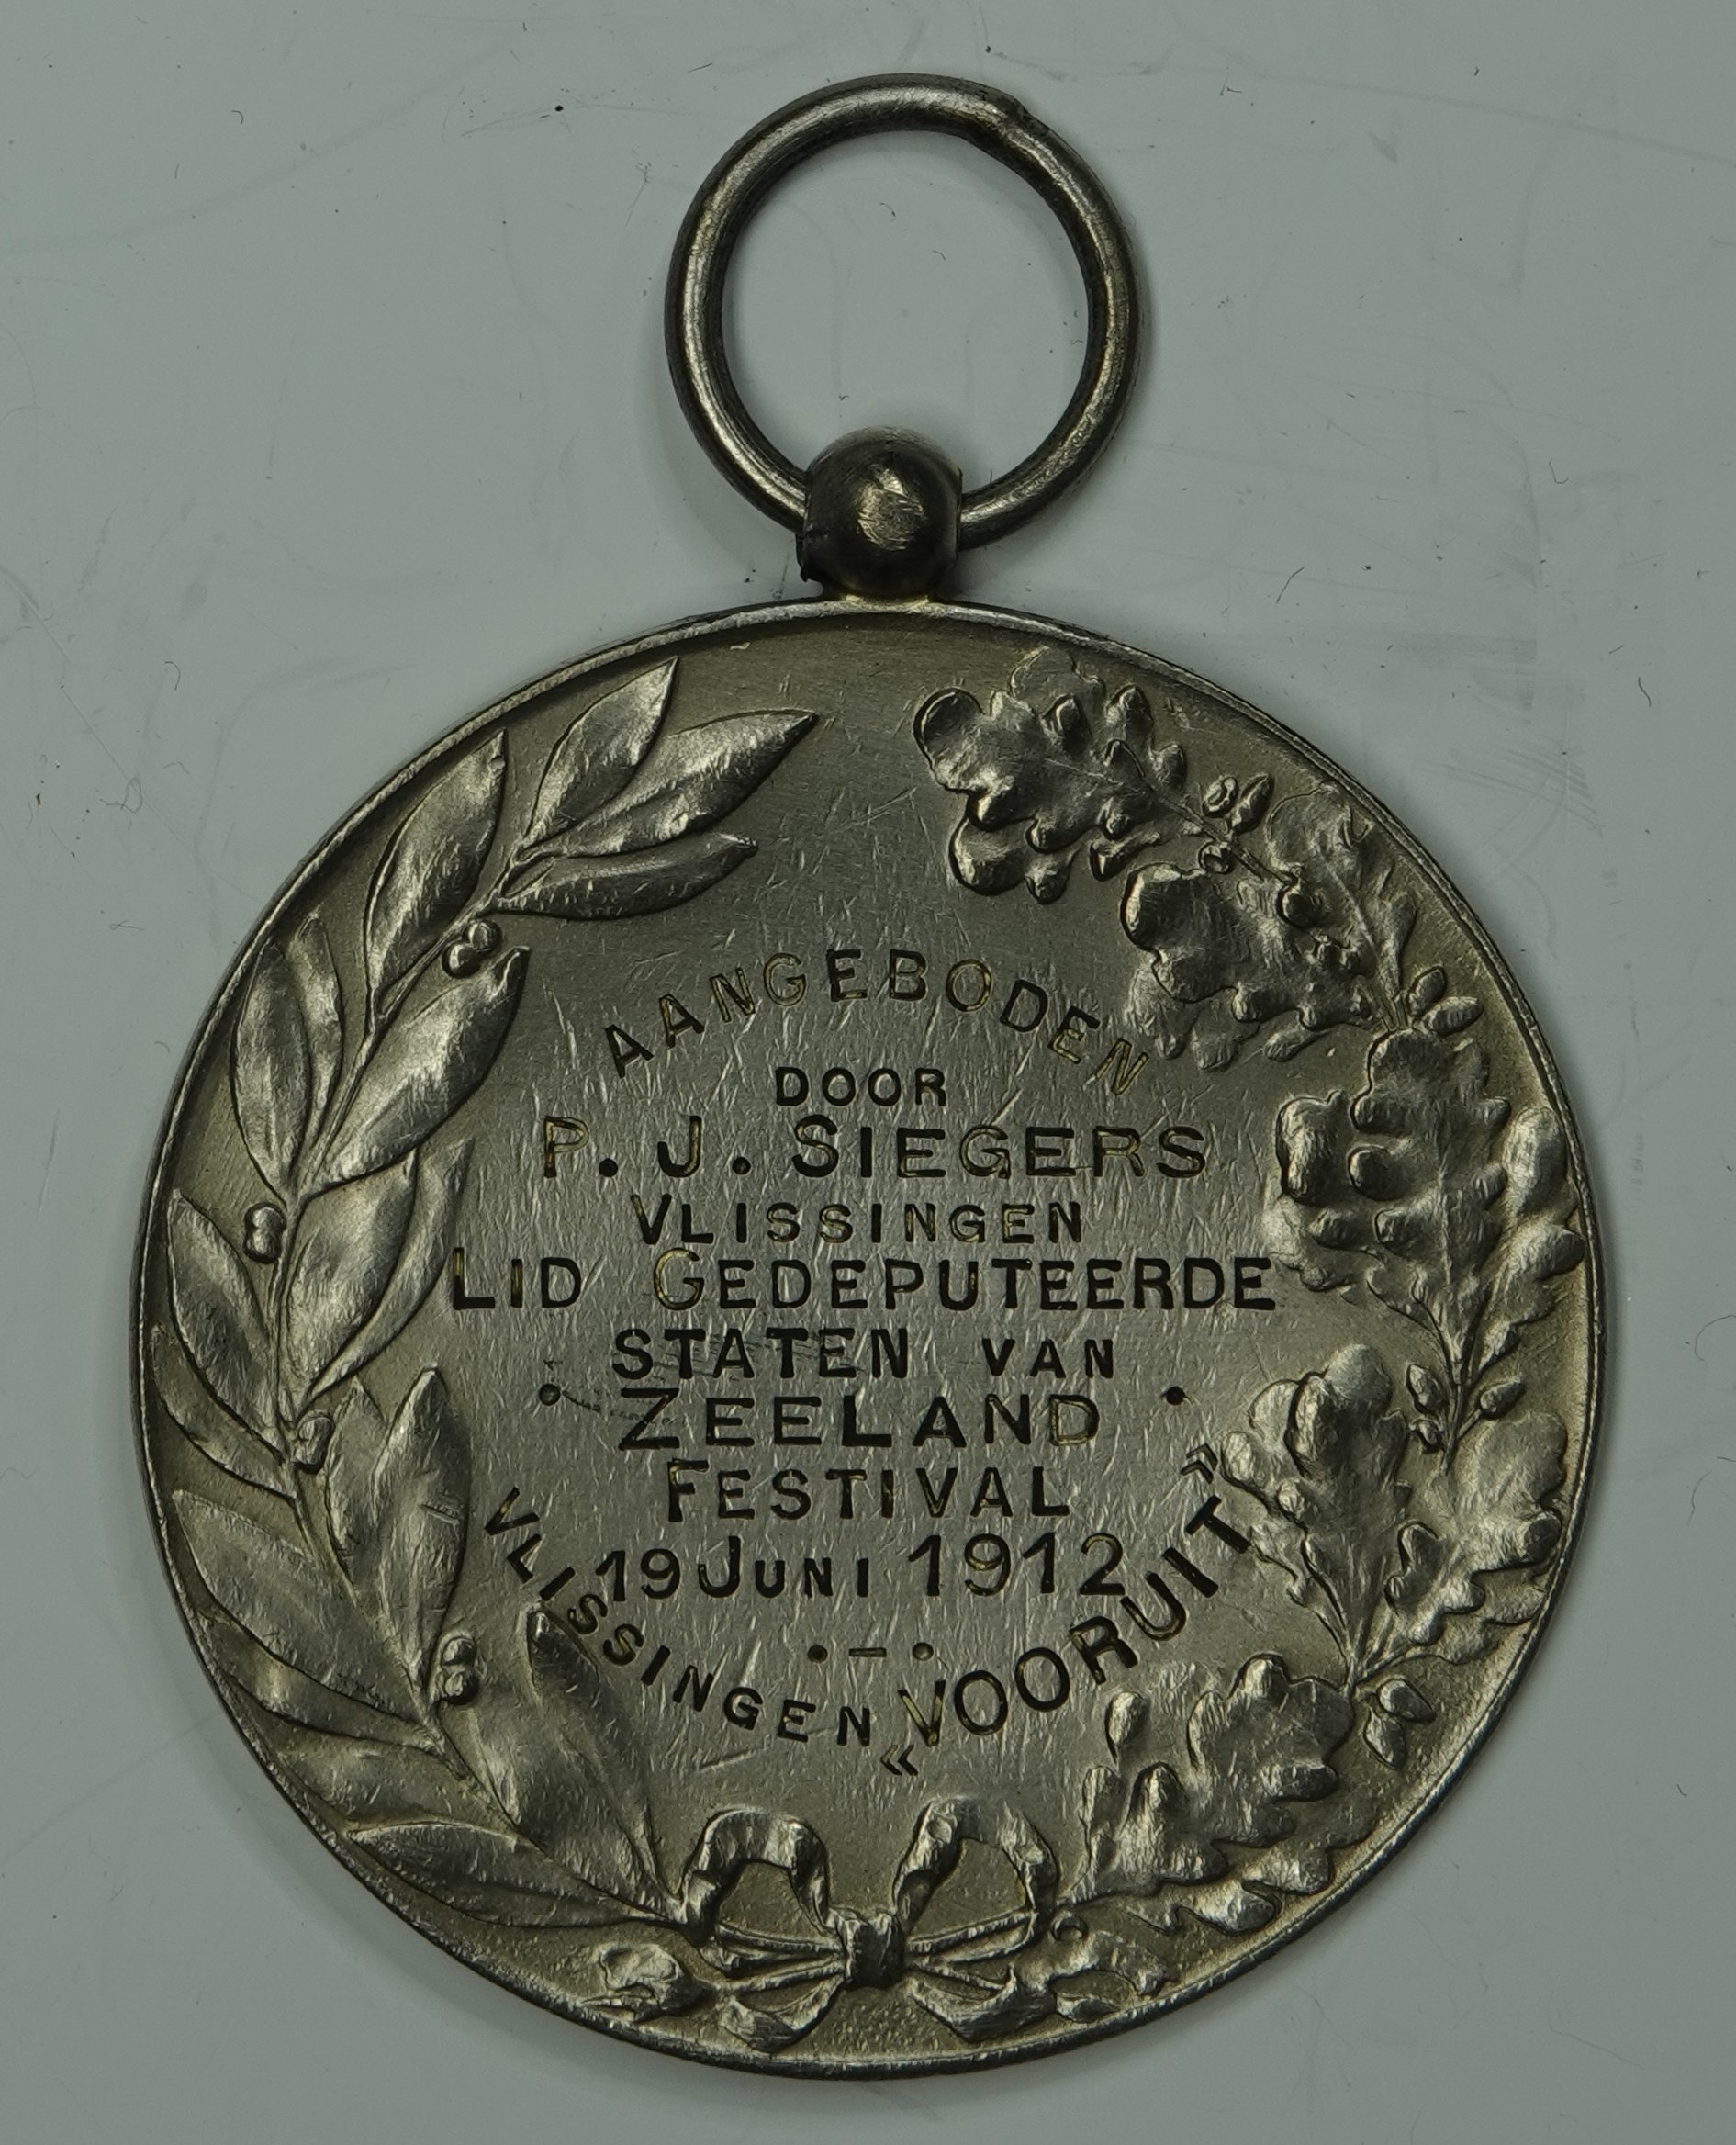 AANGEBODEN
DOOR
P. J. SIEGERS
VLISSINGEN
LID GEDEPUTEERDE
STATEN VAN
• ZEELAND •
FESTIVAL
19 JUNI 1912
• – •
VLISSINGEN «VOORUIT»